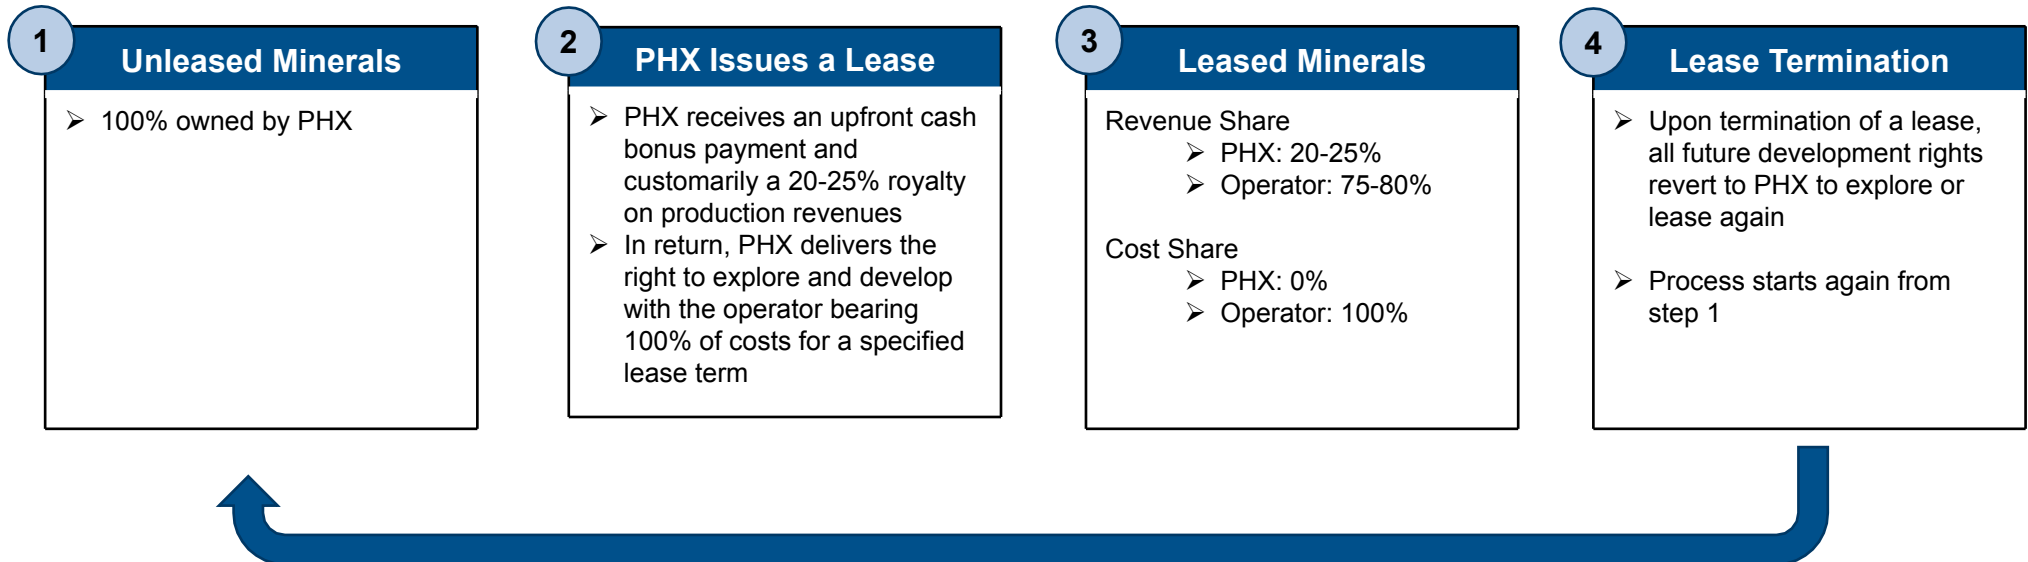 1
Unleased Minerals
➢ 100% owned by PHX
2
PHX Issues a Lease
➢ PHX receives an upfront cash
bonus payment and
customarily a 20-25% royalty
on production revenues
➢ In return, PHX delivers the
right to explore and develop
with the operator bearing
100% of costs for a specified
lease term
3
Leased Minerals
Revenue Share
➢ PHX: 20-25%
➢ Operator: 75-80%
Cost Share
➢ PHX: 0%
➢ Operator: 100%
4
Lease Termination
➢ Upon termination of a lease,
all future development rights
revert to PHX to explore or
lease again
➢ Process starts again from
step 1